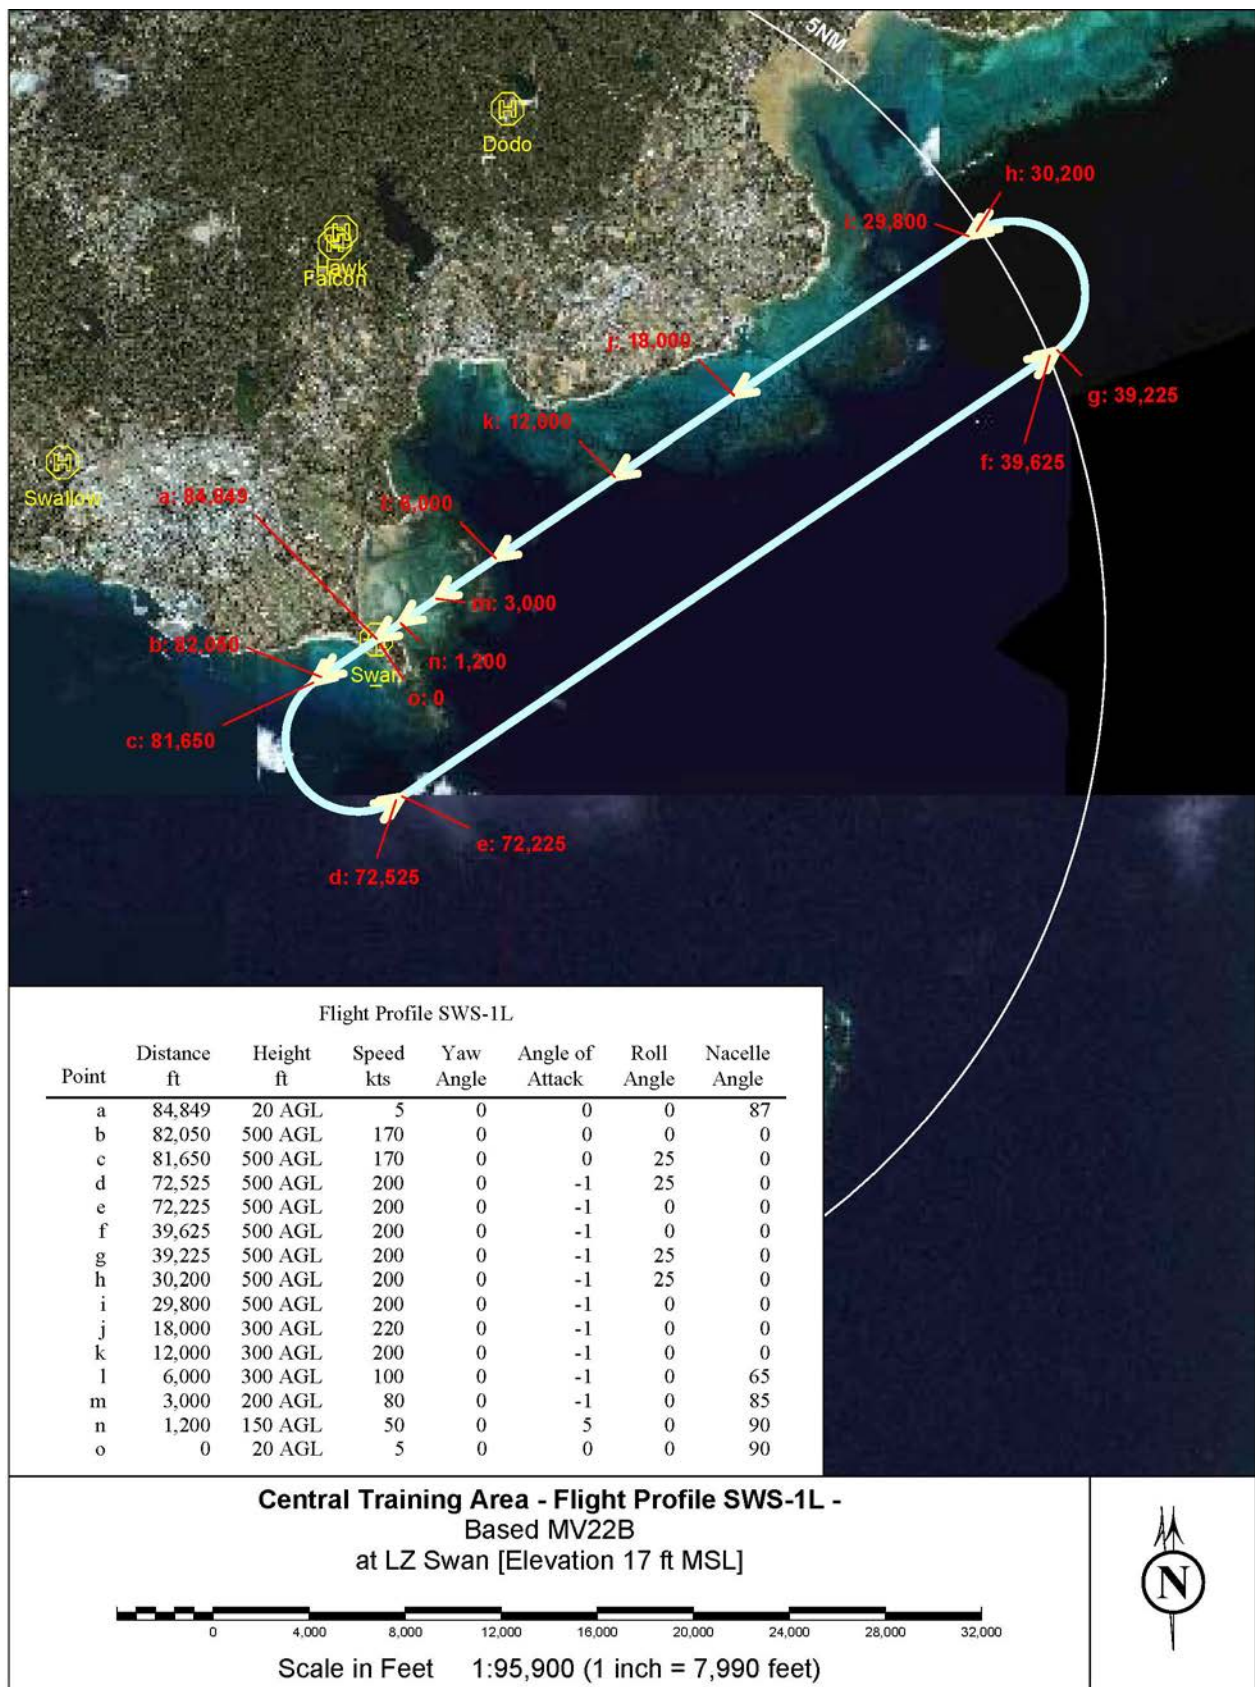 5NM
Dodo
h: 30,200
i: 29,800
Hawk
Falcon
j: 18,000
g: 39,225
k: 12,000
f: 39,625
Swallow
a: 84,849
l: 6,000
m: 3,000
b: 82,050
n: 1,200
Swan
o: 0
c: 81,650
e: 72,225
d: 72,525
Flight Profile SWS-1L
Point Distance ft Height ft Speed kts Yaw Angle Angle of Attack Roll Angle Nacelle Angle
a 84,849 20 AGL 5 0 0 0 87
b 82,050 500 AGL 170 0 0 0 0
c 81,650 500 AGL 170 0 0 25 0
d 72,525 500 AGL 200 0 -1 25 0
e 72,225 500 AGL 200 0 -1 0 0
f 39,625 500 AGL 200 0 -1 0 0
g 39,225 500 AGL 200 0 -1 25 0
h 30,200 500 AGL 200 0 -1 25 0
i 29,800 500 AGL 200 0 -1 0 0
j 18,000 300 AGL 220 0 -1 0 0
k 12,000 300 AGL 200 0 -1 0 0
l 6,000 300 AGL 100 0 -1 0 65
m 3,000 200 AGL 80 0 -1 0 85
n 1,200 150 AGL 50 0 5 0 90
o 0 20 AGL 5 0 0 0 90
Central Training Area - Flight Profile SWS-1L -
Based MV22B
at LZ Swan [Elevation 17 ft MSL]
0 4,000 8,000 12,000 16,000 20,000 24,000 28,000 32,000
Scale in Feet 1:95,900 (1 inch = 7,990 feet)
N